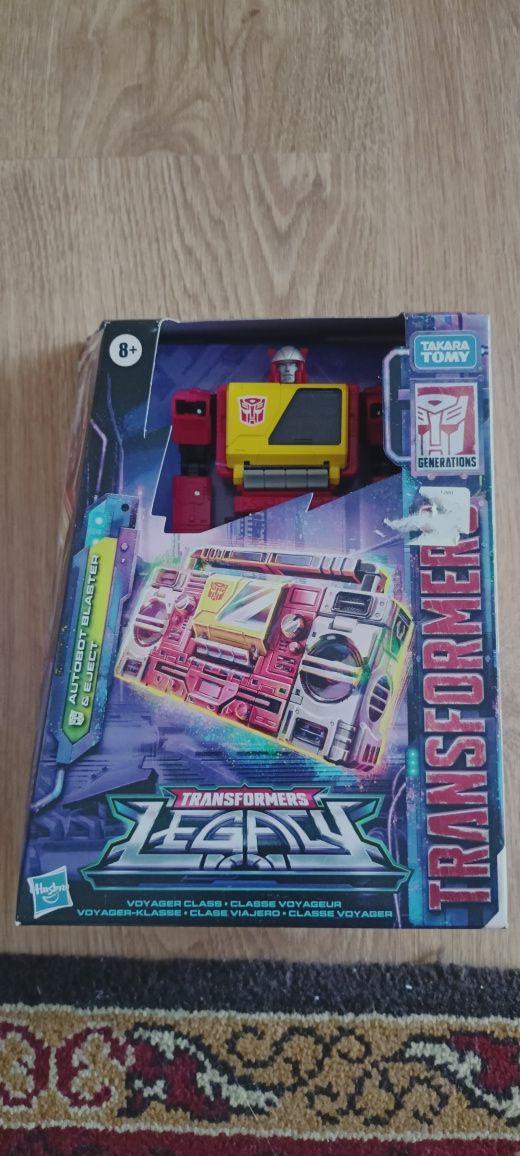 8+
TAKARA
TOMY
GENERATIONS
TRANSFORMERS
AUTOBOT BLASTER
& EJECT
TRANSFORMERS
LEGACY
Hasbro
VOYAGER CLASS • CLASSE VOYAGEUR
VOYAGER-KLASSE • CLASE VIAJERO • CLASSE VOYAGER